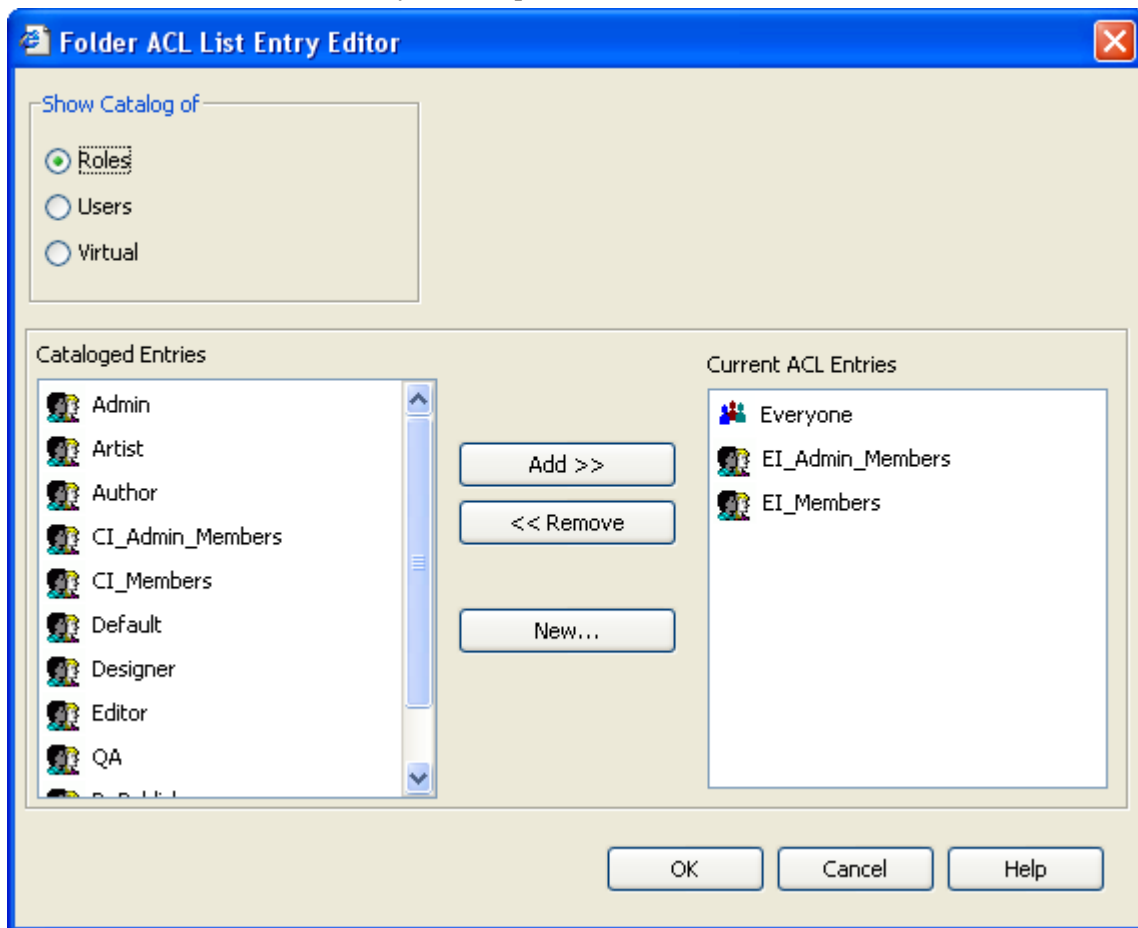 Folder ACL List Entry Editor
Show Catalog of
Roles
Users
Virtual
Cataloged Entries
Admin
Artist
Author
CI_Admin_Members
CI_Members
Default
Designer
Editor
QA
Add >>
<< Remove
New...
Current ACL Entries
Everyone
EI_Admin_Members
EI_Members
OK
Cancel
Help